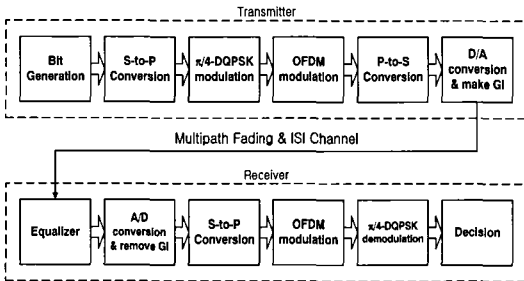 Transmitter
Bit
Generation
S-to-P
Conversion
π/4-DQPSK
modulation
OFDM
modulation
P-to-S
Conversion
D/A
conversion
& make GI
Multipath Fading & ISI Channel
Receiver
Equalizer
A/D
conversion
& remove GI
S-to-P
Conversion
OFDM
modulation
π/4-DQPSK
demodulation
Decision